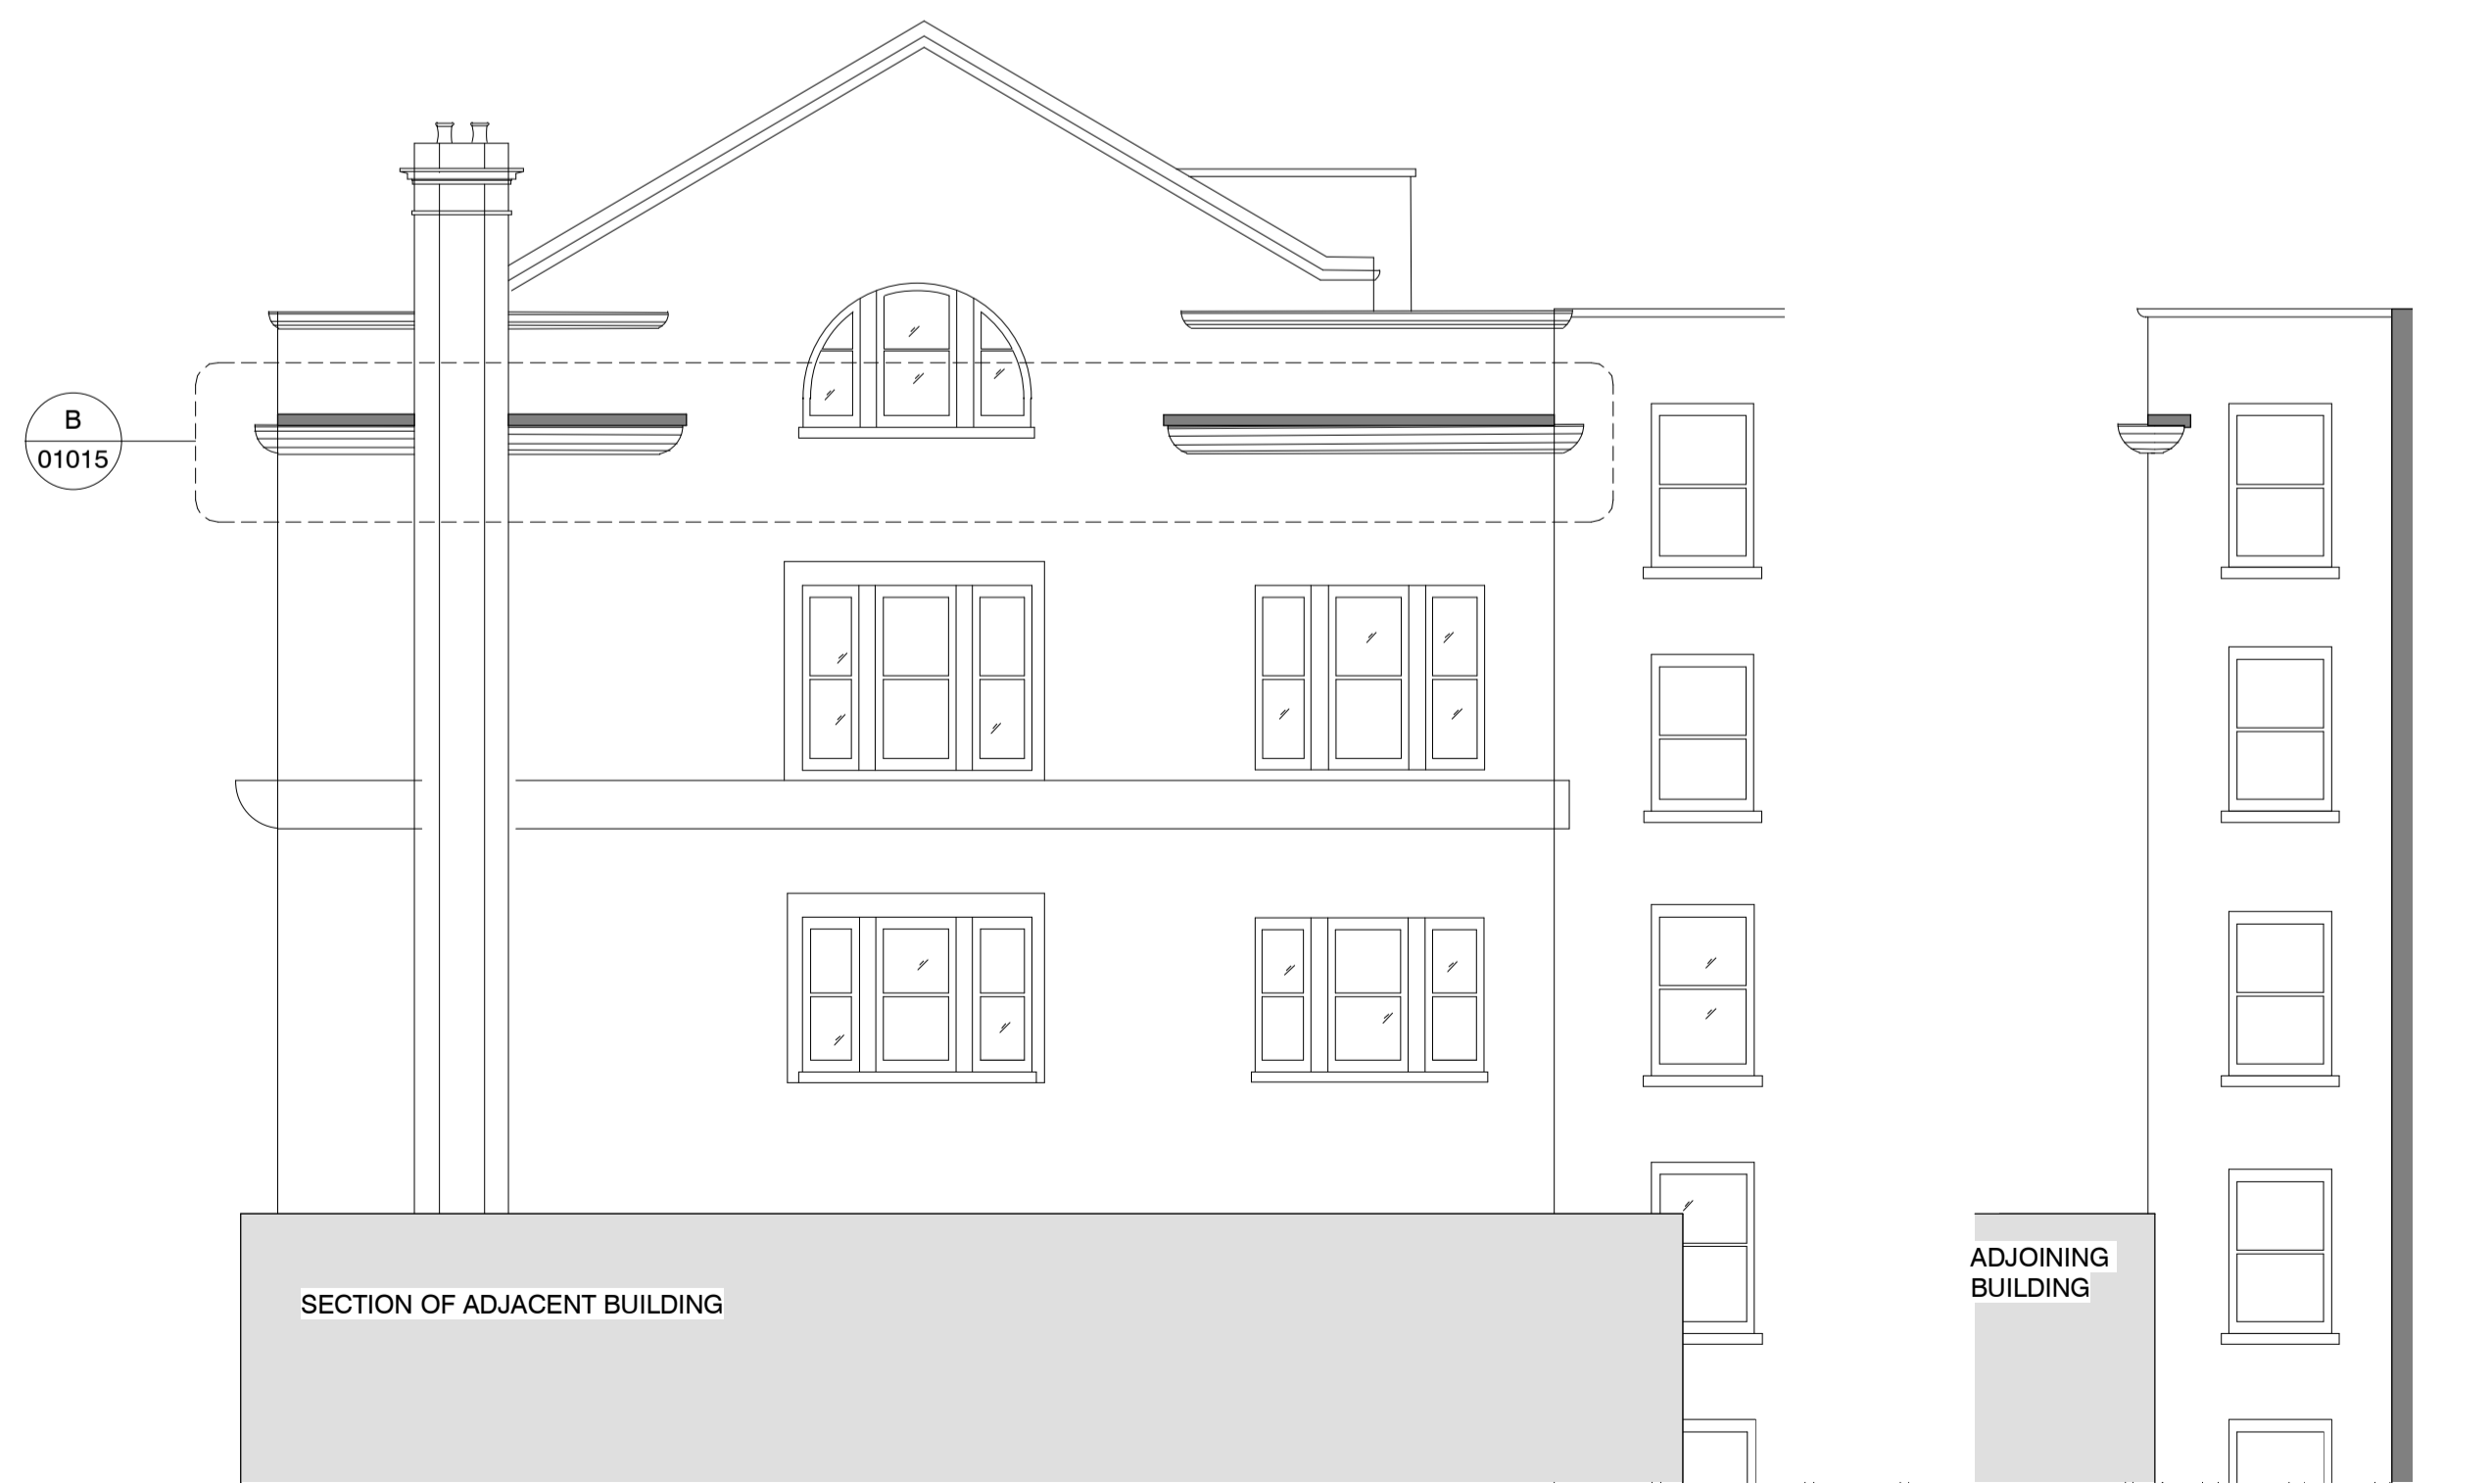 B
01015
SECTION OF ADJACENT BUILDING
ADJOINING
BUILDING